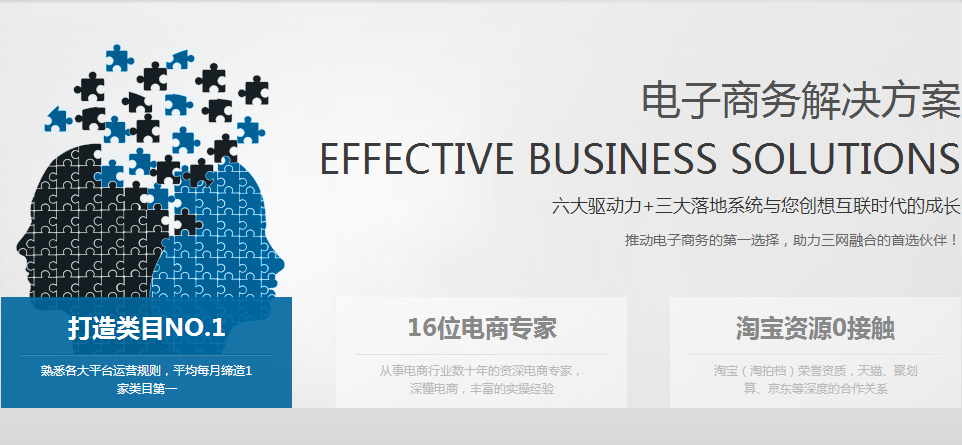 电子商务解决方案
EFFECTIVE BUSINESS SOLUTIONS
六大驱动力+三大落地系统与您创想互联时代的成长
推动电子商务的第一选择，助力三网融合的首选伙伴！
打造类目NO.1
熟悉各大平台运营规则，平均每月缔造1
家类目第一
16位电商专家
从事电商行业数十年的资深电商专家，
深懂电商，丰富的实操经验
淘宝资源0接触
淘宝（淘拍档）荣誉资质，天猫、聚划
算、京东等深度的合作关系